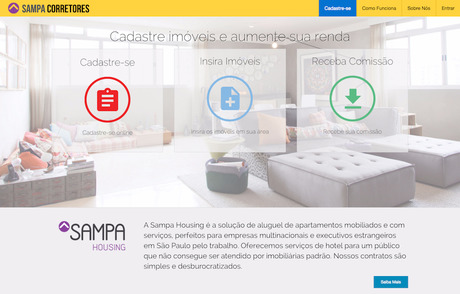 SAMPA CORRETORES
Cadastre-se
Como Funciona
Sobre Nós
Entrar
Cadastre imóveis e aumente sua renda
Cadastre-se
Insira Imóveis
Receba Comissão
Cadastre-se online
Insira os imóveis em sua área
Receba sua comissão
SAMPA
HOUSING
A Sampa Housing é a solução de aluguel de apartamentos mobiliados e com
serviços, perfeitos para empresas multinacionais e executivos estrangeiros
em São Paulo pelo trabalho. Oferecemos serviços de hotel para um público
que não consegue ser atendido por imobiliárias padrão. Nossos contratos são
simples e desburocratizados.
Saiba Mais